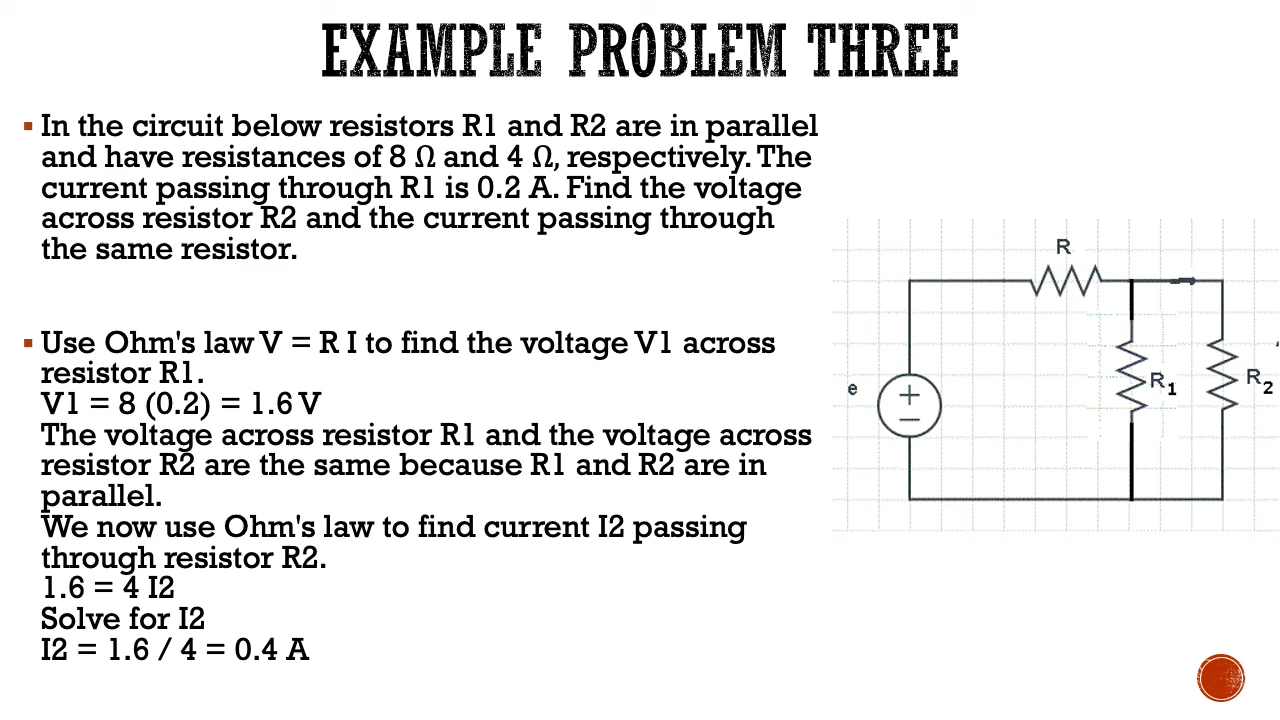 EXAMPLE PROBLEM THREE
In the circuit below resistors R1 and R2 are in parallel
and have resistances of 8 Ω and 4 Ω, respectively. The
current passing through R1 is 0.2 A. Find the voltage
across resistor R2 and the current passing through
the same resistor.
Use Ohm's law V = R I to find the voltage V1 across
resistor R1.
V1 = 8 (0.2) = 1.6 V
The voltage across resistor R1 and the voltage across
resistor R2 are the same because R1 and R2 are in
parallel.
We now use Ohm's law to find current I2 passing
through resistor R2.
1.6 = 4 I2
Solve for I2
I2 = 1.6 / 4 = 0.4 A
R
e
+
−
R1
R2